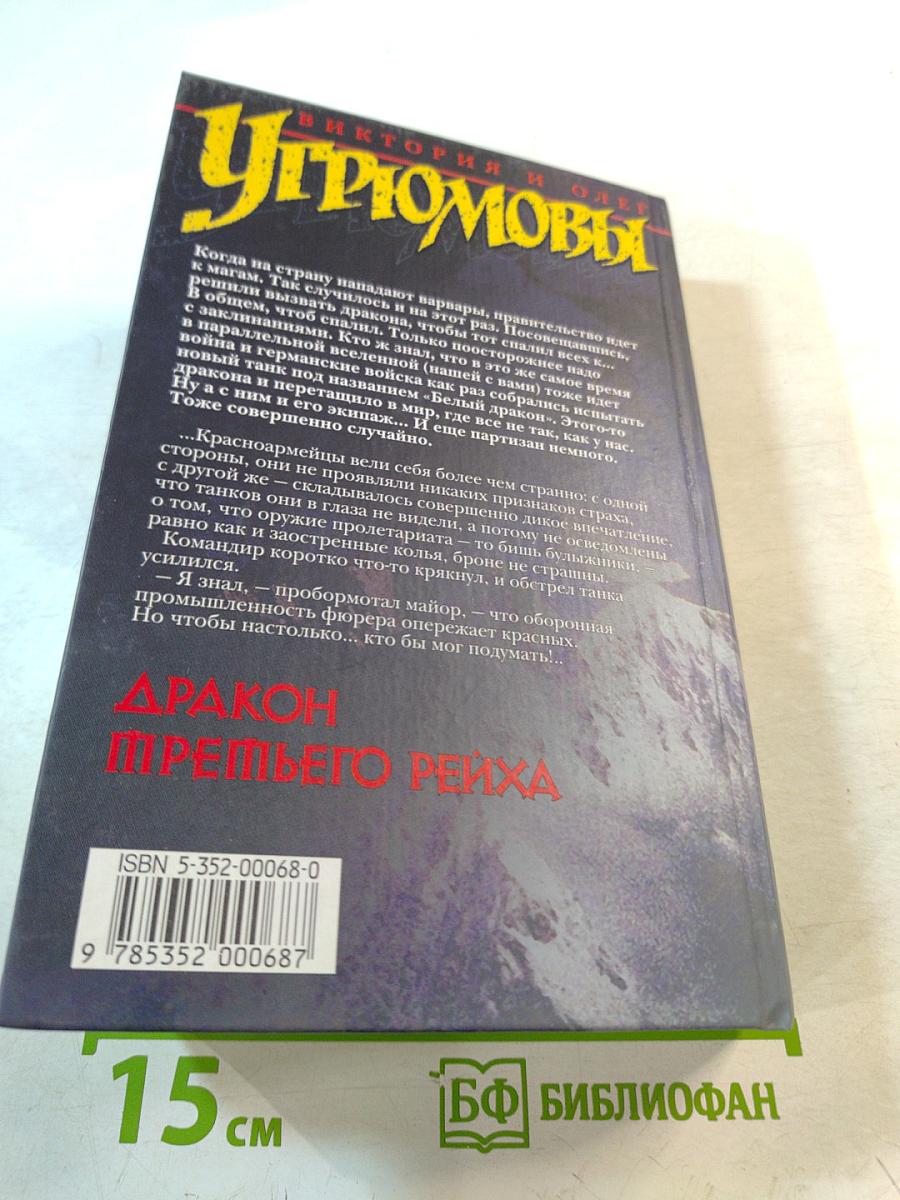 ВИКТОРИЯ И ОЛЕГ
УГРЮМОВЫ
Когда на страну нападают варвары, правительство идет
к магам. Так случилось и на этот раз. Посовещавшись,
решили вызвать дракона, чтобы тот спалил всех к...
В общем, чтоб спалил. Только поосторожнее надо
с заклинаниями. Кто ж знал, что в это же самое время
в параллельной вселенной (нашей с вами) тоже идет
война и германские войска как раз собрались испытать
новый танк под названием «Белый дракон». Этого-то
дракона и перетащило в мир, где все не так, как у нас.
Ну а с ним и его экипаж... И еще партизан немного.
Тоже совершенно случайно.
...Красноармейцы вели себя более чем странно: с одной
стороны, они не проявляли никаких признаков страха,
с другой же — складывалось совершенно дикое впечатление,
что танков они в глаза не видели, а потому не осведомлены
о том, что оружие пролетариата — то бишь булыжники, —
равно как и заостренные колья, броне не страшны.
Командир коротко что-то крякнул, и обстрел танка
усилился.
— Я знал, — пробормотал майор, — что оборонная
промышленность фюрера опережает красных.
Но чтобы настолько... кто бы мог подумать!..
ДРАКОН
ТРЕТЬЕГО РЕЙХА
ISBN 5-352-00068-0
9 785352 000687
15 см
БФ БИБЛИОФАН